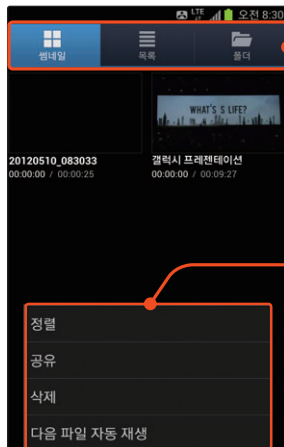 LTE 오전 8:30
썸네일 목록 폴더
WHAT'S S LIFE?
20120510_083033 갤럭시 프레젠테이션
00:00:00 / 00:00:25 00:00:00 / 00:09:27
정렬
공유
삭제
다음 파일 자동 재생